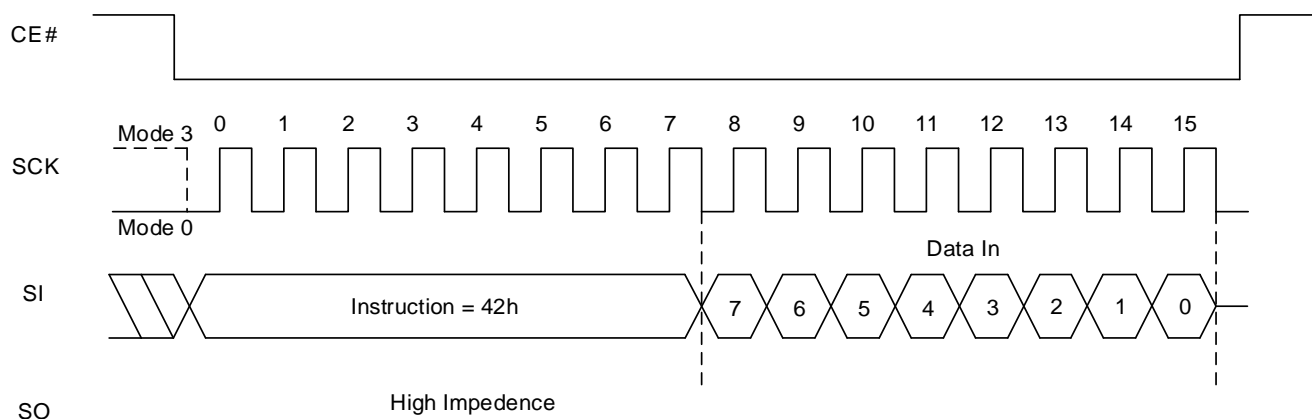 CE#
0 1 2 3 4 5 6 7 8 9 10 11 12 13 14 15
Mode 3
SCK
Mode 0
Data In
SI
Instruction = 42h
7 6 5 4 3 2 1 0
High Impedence
SO